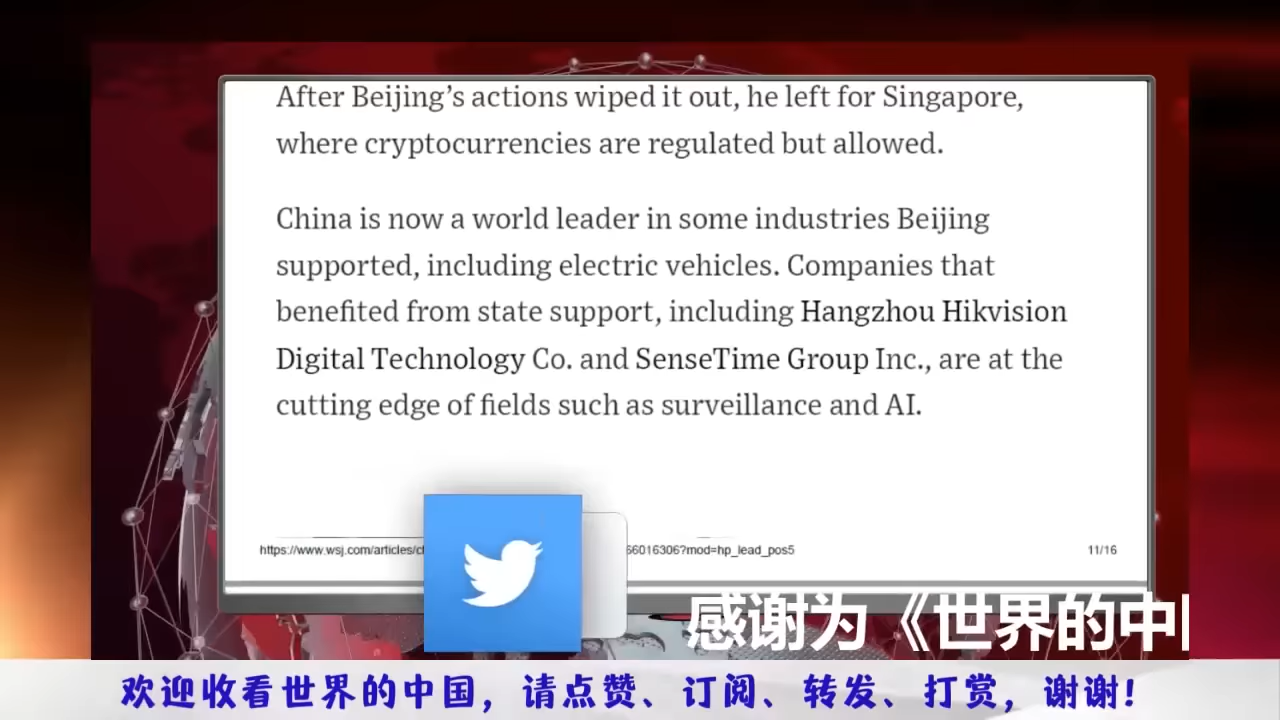 After Beijing’s actions wiped it out, he left for Singapore,
where cryptocurrencies are regulated but allowed.
China is now a world leader in some industries Beijing
supported, including electric vehicles. Companies that
benefited from state support, including Hangzhou Hikvision
Digital Technology Co. and SenseTime Group Inc., are at the
cutting edge of fields such as surveillance and AI.
https://www.wsj.com/articles/c 66016306?mod=hp_lead_pos5 11/16
感谢为《世界的中
欢迎收看世界的中国，请点赞、订阅、转发、打赏，谢谢！